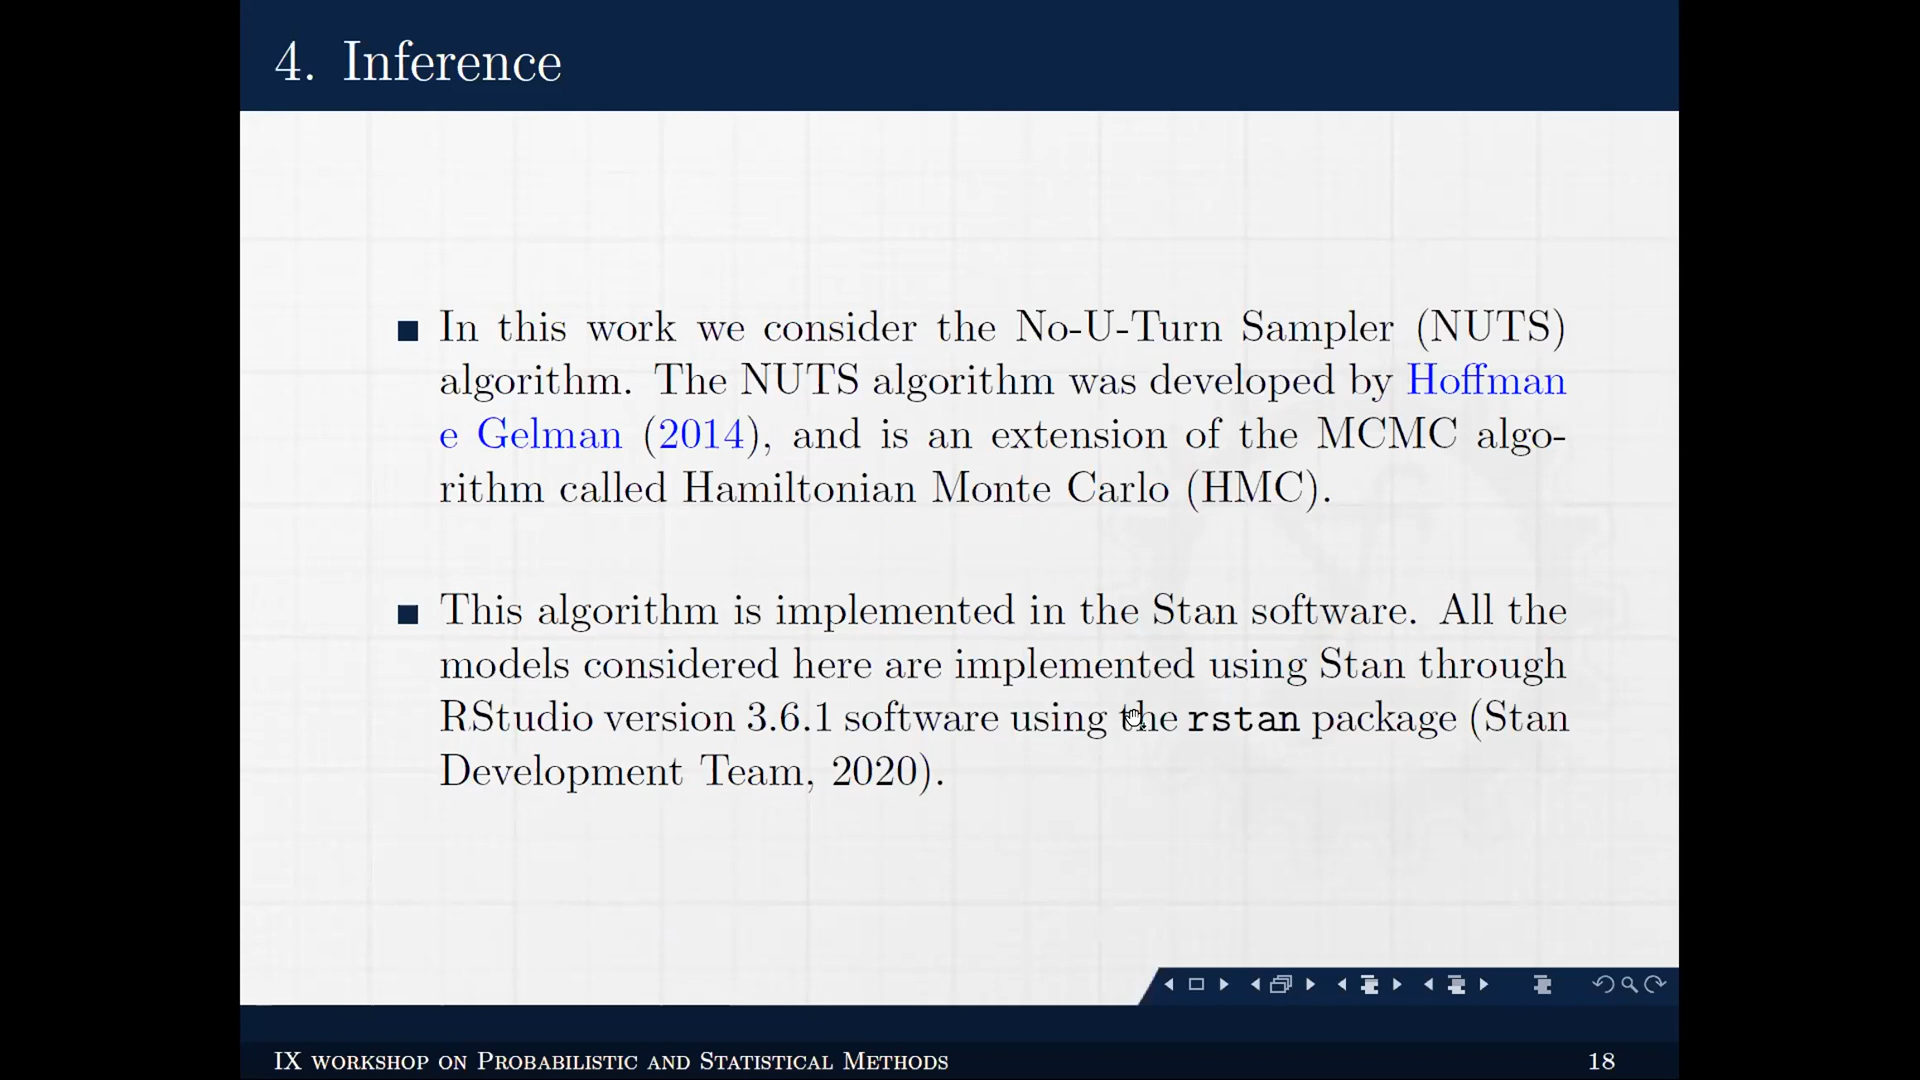 4. Inference
In this work we consider the No-U-Turn Sampler (NUTS)
algorithm. The NUTS algorithm was developed by Hoffman
e Gelman (2014), and is an extension of the MCMC algo-
rithm called Hamiltonian Monte Carlo (HMC).
This algorithm is implemented in the Stan software. All the
models considered here are implemented using Stan through
RStudio version 3.6.1 software using the rstan package (Stan
Development Team, 2020).
IX WORKSHOP ON PROBABILISTIC AND STATISTICAL METHODS
18